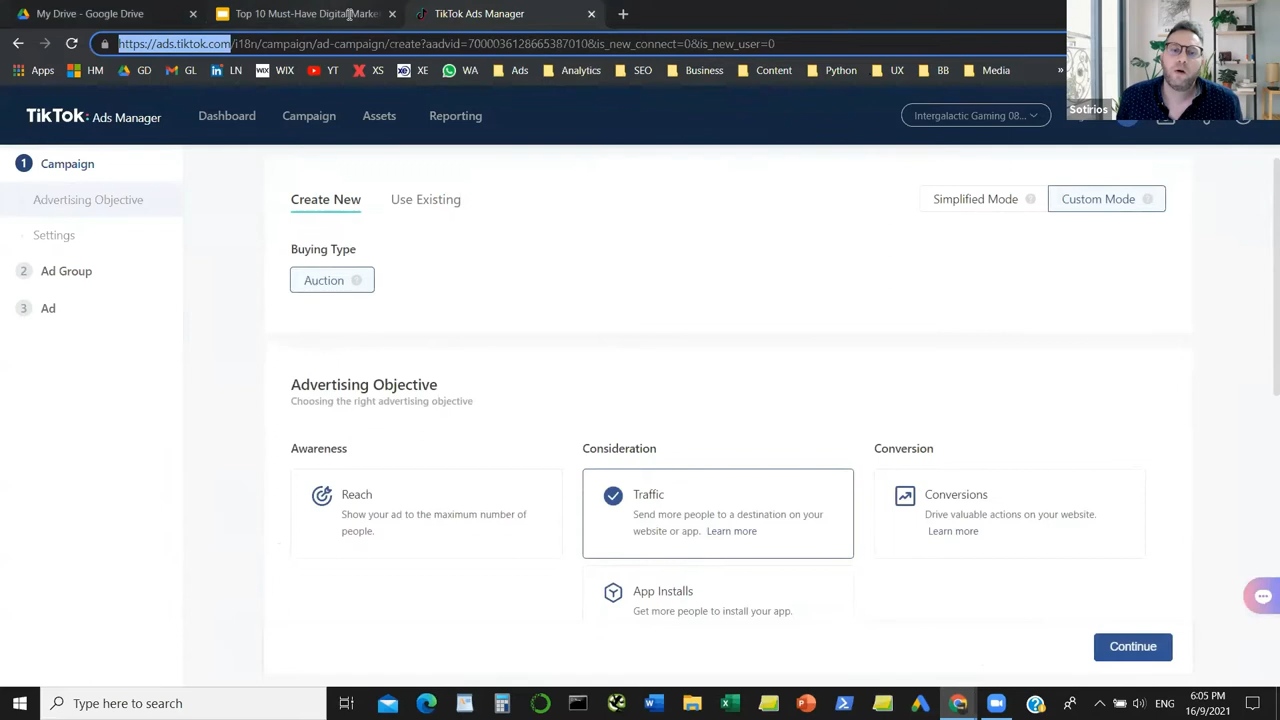 My Drive - Google Drive
Top 10 Must-Have Digital Marke
TikTok Ads Manager
https://ads.tiktok.com/i18n/campaign/ad-campaign/create?aadvid=7000036128665387010&is_new_connect=0&is_new_user=0
Apps HM GD GL LN WIX YT XS XE WA Ads Analytics SEO Business Content Python UX BB Media »
Sotirios
TikTok: Ads Manager
Dashboard Campaign Assets Reporting
Intergalactic Gaming 08...
1 Campaign
Advertising Objective
Settings
2 Ad Group
3 Ad
Create New Use Existing
Simplified Mode Custom Mode
Buying Type
Auction
Advertising Objective
Choosing the right advertising objective
Awareness
Reach
Show your ad to the maximum number of
people.
Consideration
Traffic
Send more people to a destination on your
website or app. Learn more
App Installs
Get more people to install your app.
Conversion
Conversions
Drive valuable actions on your website.
Learn more
Continue
Type here to search
ENG
6:05 PM
16/9/2021